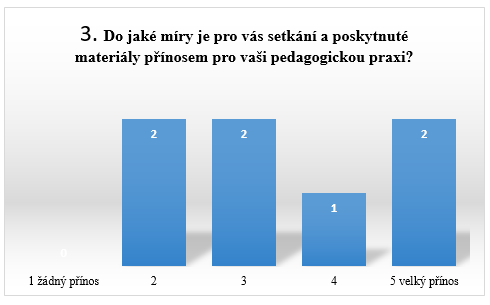 3. Do jaké míry je pro vás setkání a poskytnuté
materiály přínosem pro vaši pedagogickou praxi?
2
2
1
2
0
1 žádný přínos
2
3
4
5 velký přínos